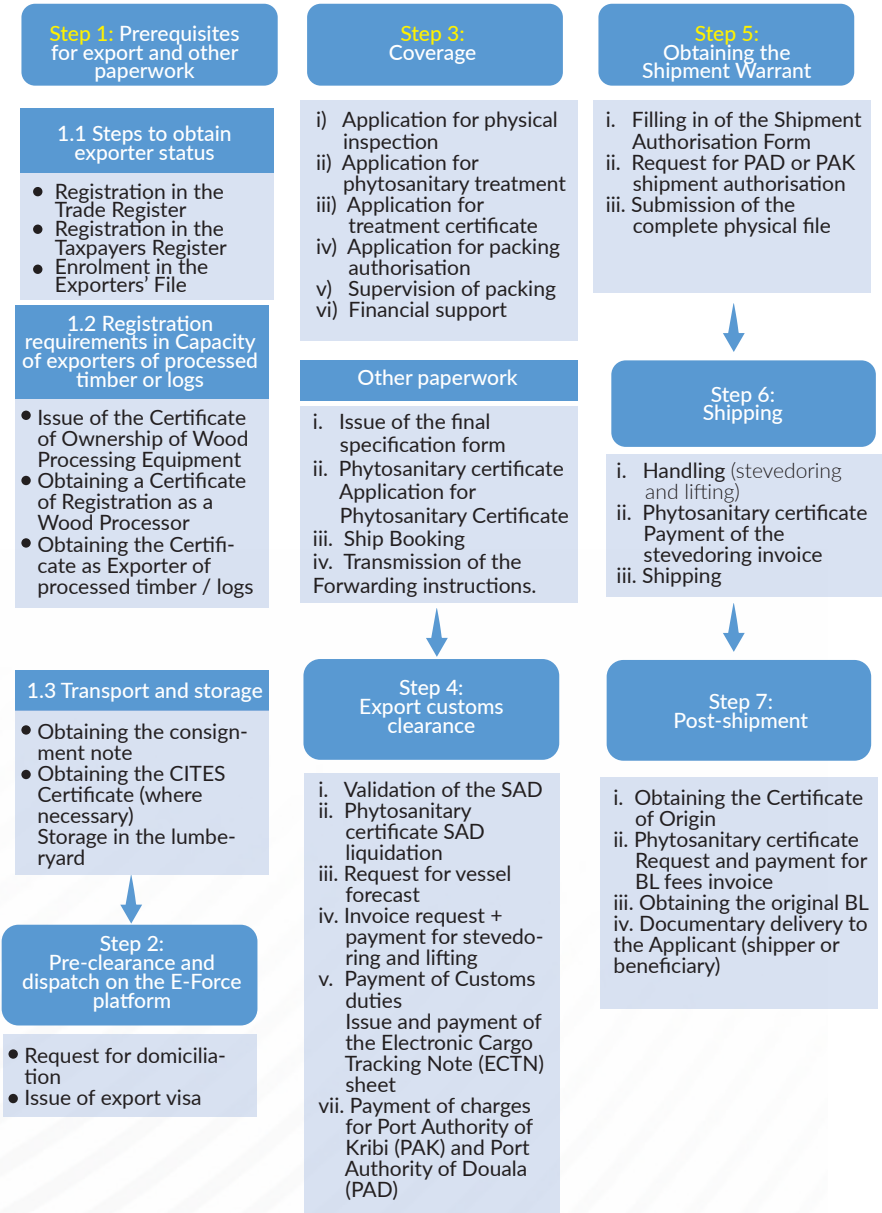 Step 1: Prerequisites
for export and other
paperwork
1.1 Steps to obtain
exporter status
● Registration in the
Trade Register
● Registration in the
Taxpayers Register
● Enrolment in the
Exporters’ File
1.2 Registration
requirements in Capacity
of exporters of processed
timber or logs
● Issue of the Certificate
of Ownership of Wood
Processing Equipment
● Obtaining a Certificate
of Registration as a
Wood Processor
● Obtaining the Certifi-
cate as Exporter of
processed timber / logs
1.3 Transport and storage
● Obtaining the consign-
ment note
● Obtaining the CITES
Certificate (where
necessary)
Storage in the lumbe-
ryard
Step 2:
Pre-clearance and
dispatch on the E-Force
platform
● Request for domicilia-
tion
● Issue of export visa
Step 3:
Coverage
i) Application for physical
inspection
ii) Application for
phytosanitary treatment
iii) Application for
treatment certificate
iv) Application for packing
authorisation
v) Supervision of packing
vi) Financial support
Other paperwork
i. Issue of the final
specification form
ii. Phytosanitary certificate
Application for
Phytosanitary Certificate
iii. Ship Booking
iv. Transmission of the
Forwarding instructions.
Step 4:
Export customs
clearance
i. Validation of the SAD
ii. Phytosanitary
certificate SAD
liquidation
iii. Request for vessel
forecast
iv. Invoice request +
payment for stevedo-
ring and lifting
v. Payment of Customs
duties
Issue and payment of
the Electronic Cargo
Tracking Note (ECTN)
sheet
vii. Payment of charges
for Port Authority of
Kribi (PAK) and Port
Authority of Douala
(PAD)
Step 5:
Obtaining the
Shipment Warrant
i. Filling in of the Shipment
Authorisation Form
ii. Request for PAD or PAK
shipment authorisation
iii. Submission of the
complete physical file
Step 6:
Shipping
i. Handling (stevedoring
and lifting)
ii. Phytosanitary certificate
Payment of the
stevedoring invoice
iii. Shipping
Step 7:
Post-shipment
i. Obtaining the Certificate
of Origin
ii. Phytosanitary certificate
Request and payment for
BL fees invoice
iii. Obtaining the original BL
iv. Documentary delivery to
the Applicant (shipper or
beneficiary)